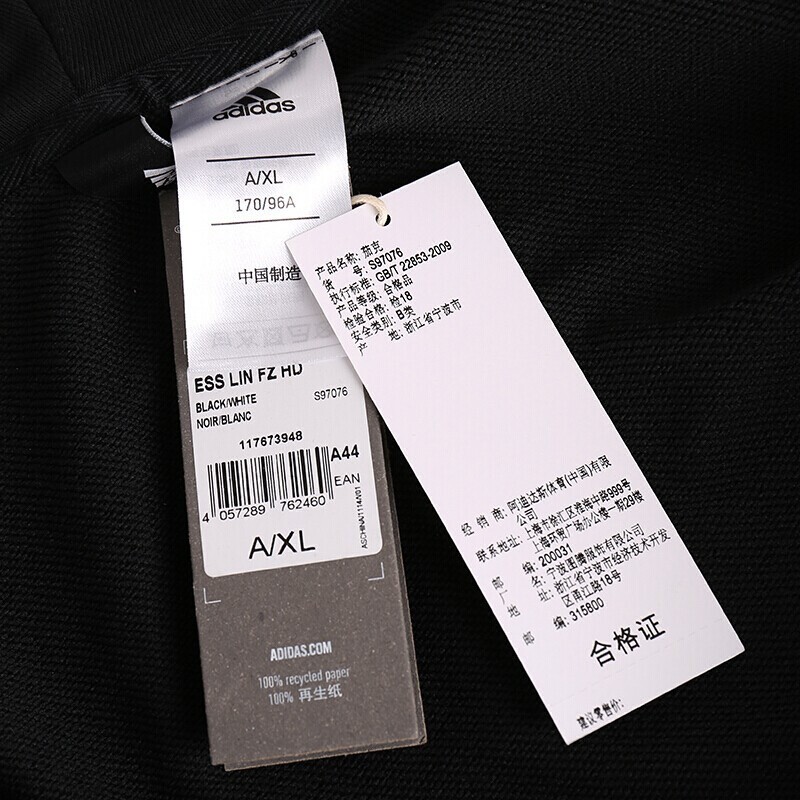 adidas
A/XL
170/96A
中国制造
ESS LIN FZ HD
BLACK/WHITE S97076
NOIR/BLANC
117673948
A44
EAN
4 057289 762460
ASCHINA/1114/V01
A/XL
ADIDAS.COM
100% recycled paper
100% 再生纸
产品名称: 茄克
货 号: S97076
执行标准: GB/T 22853-2009
产品等级: 合格品
检验合格: 检18
安全类别: B类
产 地: 浙江省宁波市
经 销 商: 阿迪达斯体育(中国)有限
公司
联系地址: 上海市徐汇区淮海中路999号
上海环贸广场办公楼一期29楼
邮 编: 200031
厂 名: 宁波图腾服饰有限公司
地 址: 浙江省宁波市经济技术开发
区甬江路18号
邮 编: 315800
合格证
建议零售价: